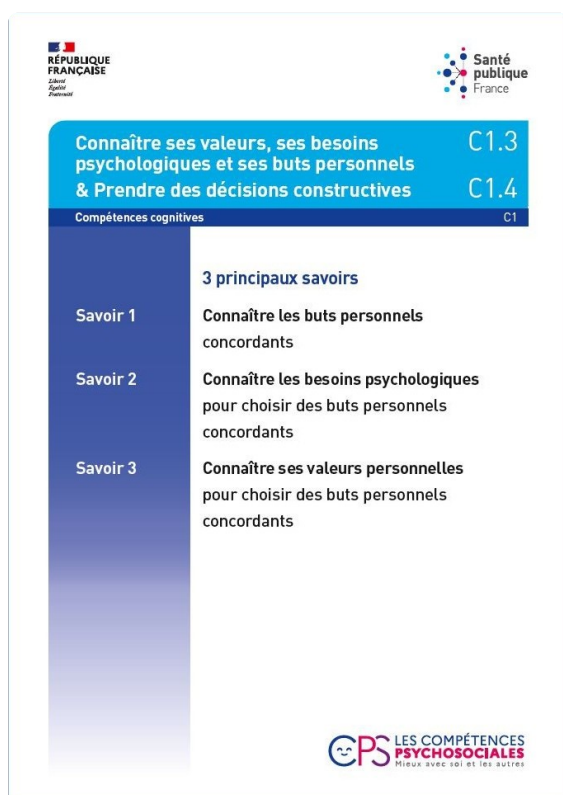 RÉPUBLIQUE
FRANÇAISE
Liberté
Égalité
Fraternité
Santé
publique
France
Connaître ses valeurs, ses besoins
psychologiques et ses buts personnels
C1.3
& Prendre des décisions constructives
C1.4
Compétences cognitives
C1
3 principaux savoirs
Savoir 1
Connaître les buts personnels
concordants
Savoir 2
Connaître les besoins psychologiques
pour choisir des buts personnels
concordants
Savoir 3
Connaître ses valeurs personnelles
pour choisir des buts personnels
concordants
CPS
LES COMPÉTENCES
PSYCHOSOCIALES
Mieux avec soi et les autres